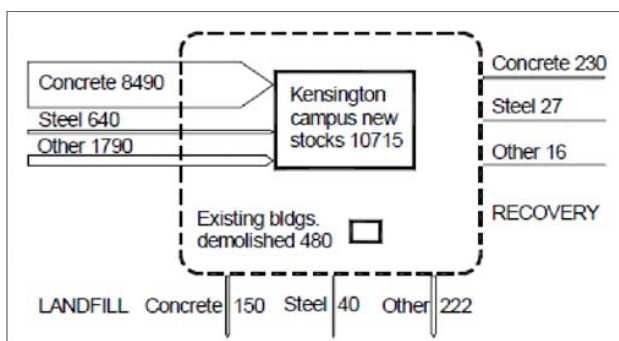 Concrete 8490
Steel 640
Other 1790
Kensington
campus new
stocks 10715
Existing bldgs.
demolished 480
Concrete 230
Steel 27
Other 16
RECOVERY
LANDFILL Concrete 150 Steel 40 Other 222